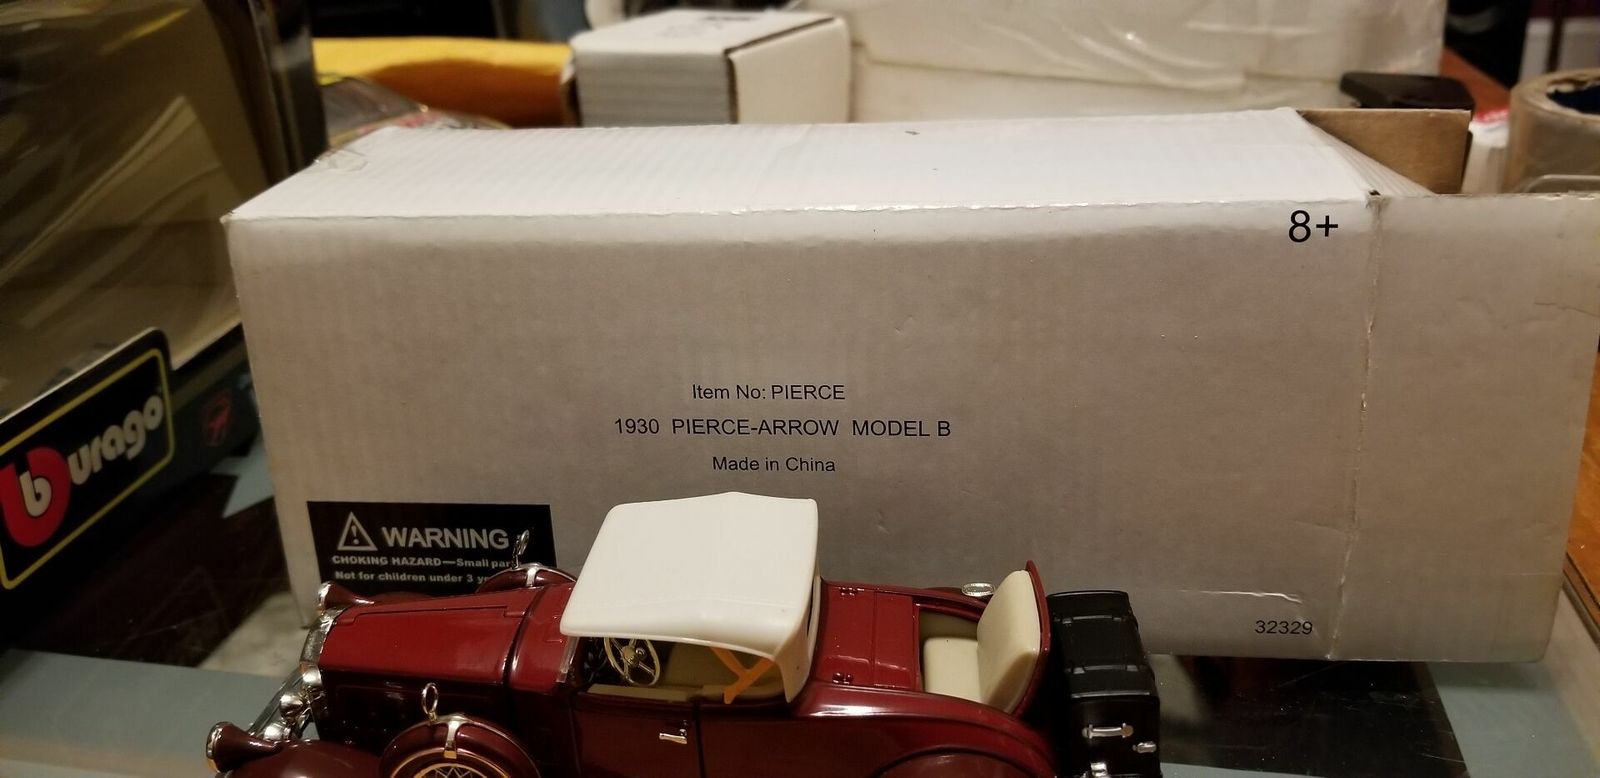 8+
Item No: PIERCE
1930 PIERCE-ARROW MODEL B
Made in China
WARNING
CHOKING HAZARD—Small par
Not for children under 3 y
32329
burago